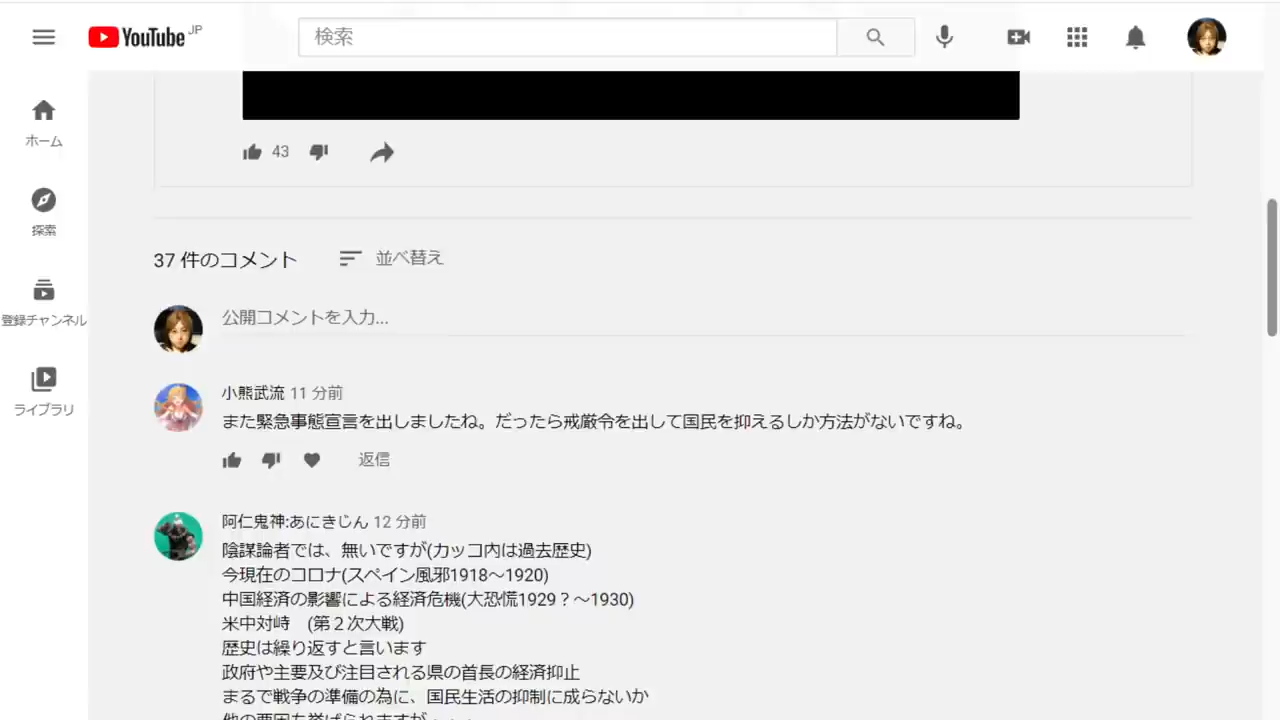 YouTube JP
検索
ホーム
探索
登録チャンネル
ライブラリ
43
37 件のコメント
並べ替え
公開コメントを入力...
小熊武流 11 分前
また緊急事態宣言を出しましたね。だったら戒厳令を出して国民を抑えるしか方法がないですね。
返信
阿仁鬼神:あにきじん 12 分前
陰謀論者では、無いですが(カッコ内は過去歴史)
今現在のコロナ(スペイン風邪1918〜1920)
中国経済の影響による経済危機(大恐慌1929？〜1930)
米中対峙　(第２次大戦)
歴史は繰り返すと言います
政府や主要及び注目される県の首長の経済抑止
まるで戦争の準備の為に、国民生活の抑制に成らないか
他の要因も挙げられますが・・・